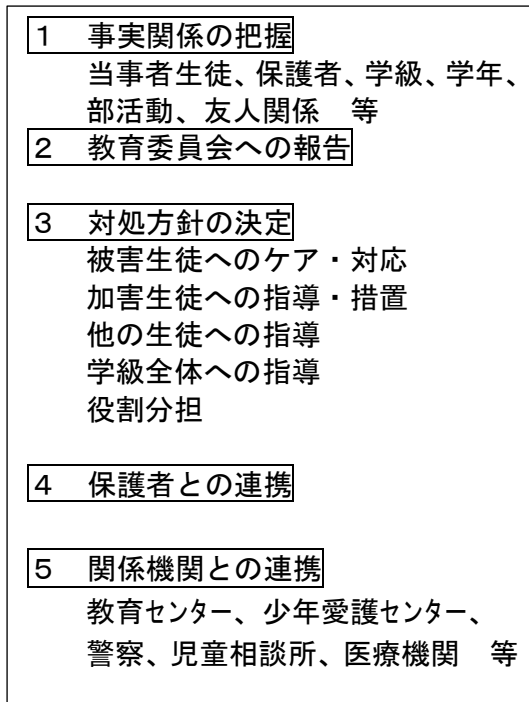 １　事実関係の把握
当事者生徒、保護者、学級、学年、
部活動、友人関係　等
２　教育委員会への報告
３　対処方針の決定
被害生徒へのケア・対応
加害生徒への指導・措置
他の生徒への指導
学級全体への指導
役割分担
４　保護者との連携
５　関係機関との連携
教育センター、少年愛護センター、
警察、児童相談所、医療機関　等